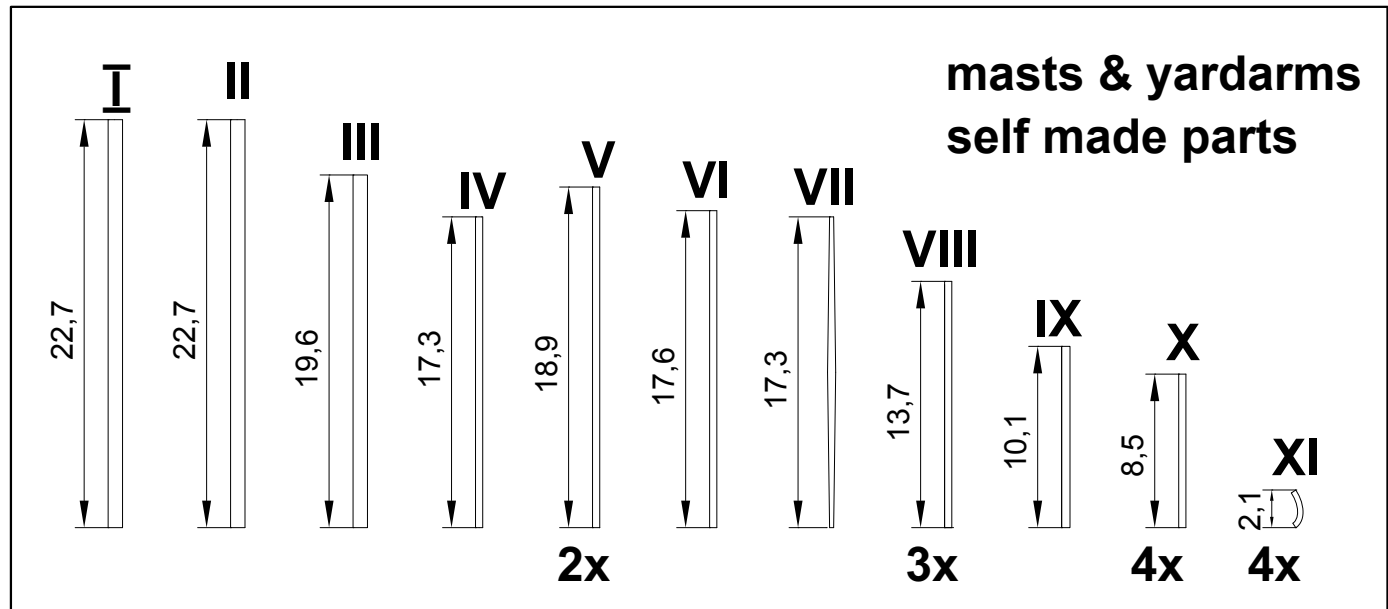 masts & yardarms
self made parts
I
II
III
IV
V
VI
VII
VIII
IX
X
XI
22,7
22,7
19,6
17,3
18,9
17,6
17,3
13,7
10,1
8,5
2,1
2x
3x
4x
4x